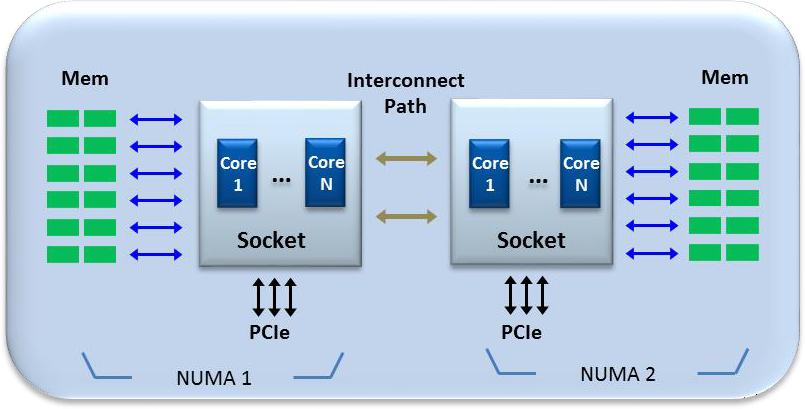 Mem
Interconnect
Path
Mem
Core
1
...
Core
N
Core
1
...
Core
N
Socket
Socket
PCIe
PCIe
NUMA 1
NUMA 2